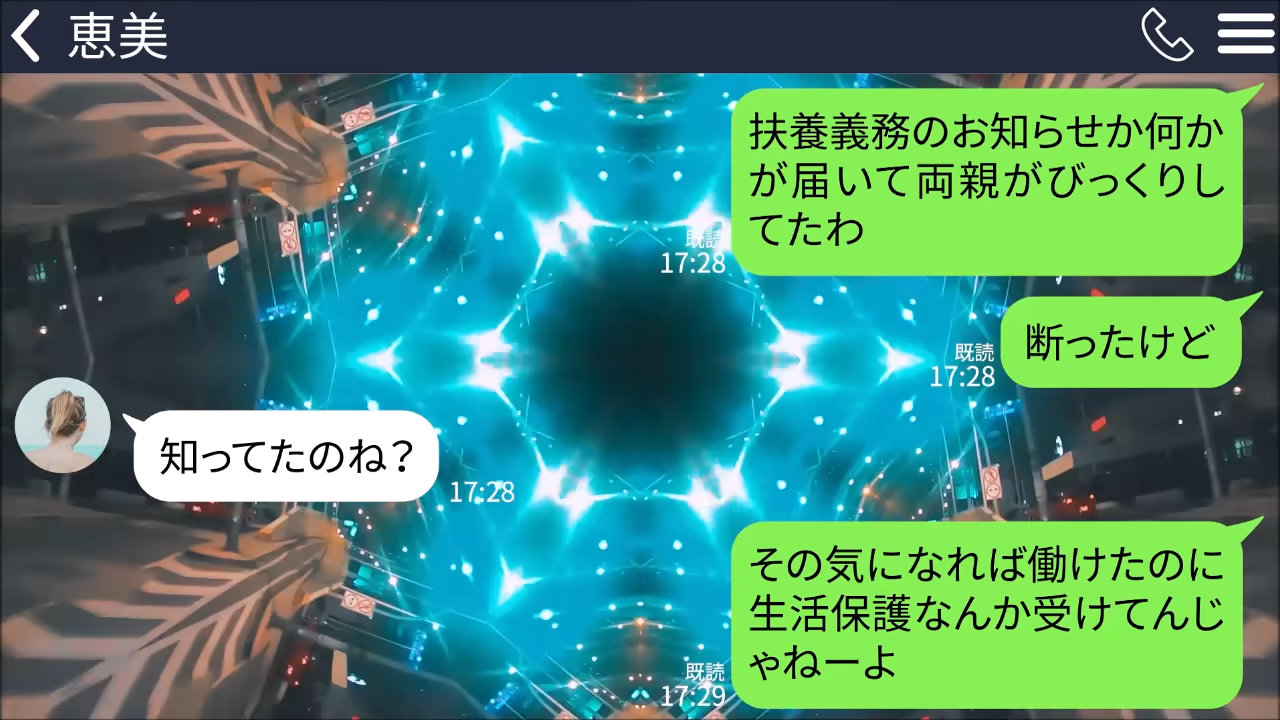 恵美
扶養義務のお知らせか何か
が届いて両親がびっくりし
てたわ
既読
17:28
断ったけど
既読
17:28
知ってたのね？
17:28
その気になれば働けたのに
生活保護なんか受けてんじ
ゃねーよ
既読
17:29